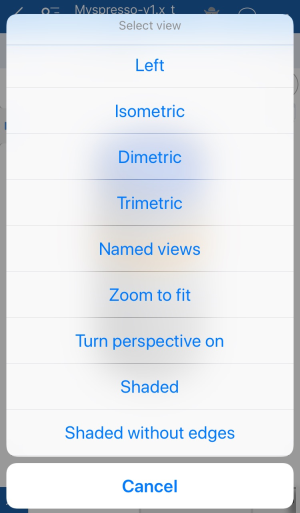 Myspresso-v1.x_t
Select view
Left
Isometric
Dimetric
Trimetric
Named views
Zoom to fit
Turn perspective on
Shaded
Shaded without edges
Cancel